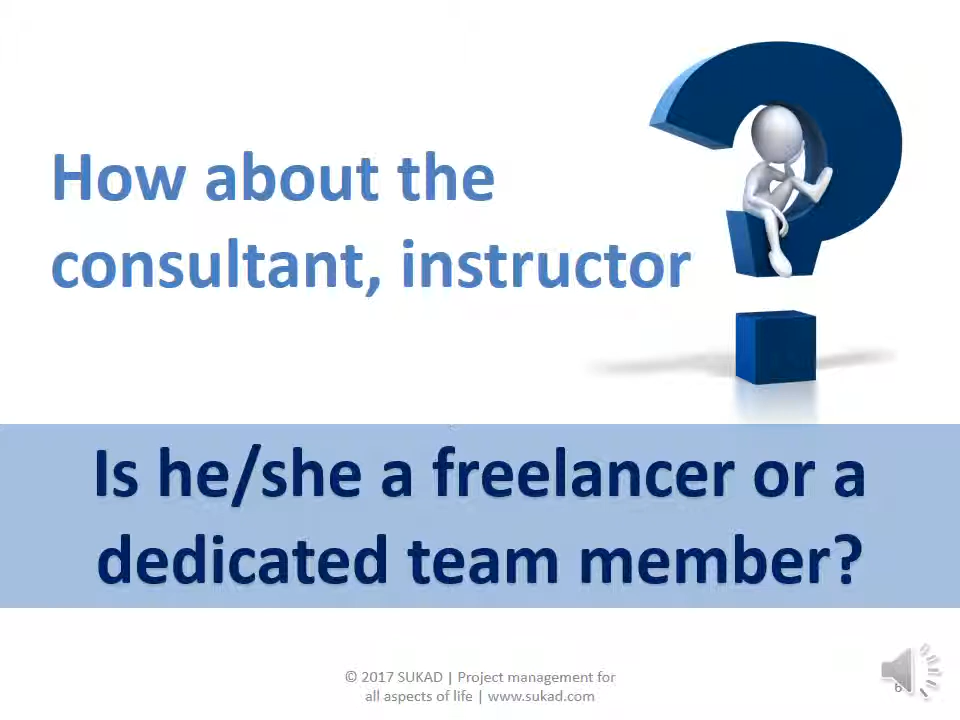 How about the
consultant, instructor
Is he/she a freelancer or a
dedicated team member?
© 2017 SUKAD | Project management for
all aspects of life | www.sukad.com
6